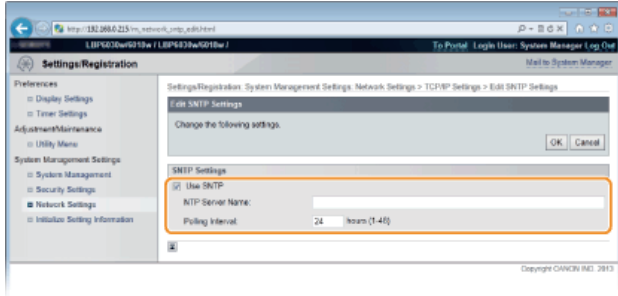 http://192.168.0.215/m_network_sntp_edit.html
LBP6030w/6018w / LBP6030w/6018w /
To Portal Login User: System Manager Log Out
Settings/Registration
Mail to System Manager
Preferences
Display Settings
Timer Settings
Adjustment/Maintenance
Utility Menu
System Management Settings
System Management
Security Settings
Network Settings
Initialize Setting Information
Settings/Registration: System Management Settings: Network Settings > TCP/IP Settings > Edit SNTP Settings
Edit SNTP Settings
Change the following settings.
OK Cancel
SNTP Settings
Use SNTP
NTP Server Name:
Polling Interval: 24 hours (1-48)
Copyright CANON INC. 2013